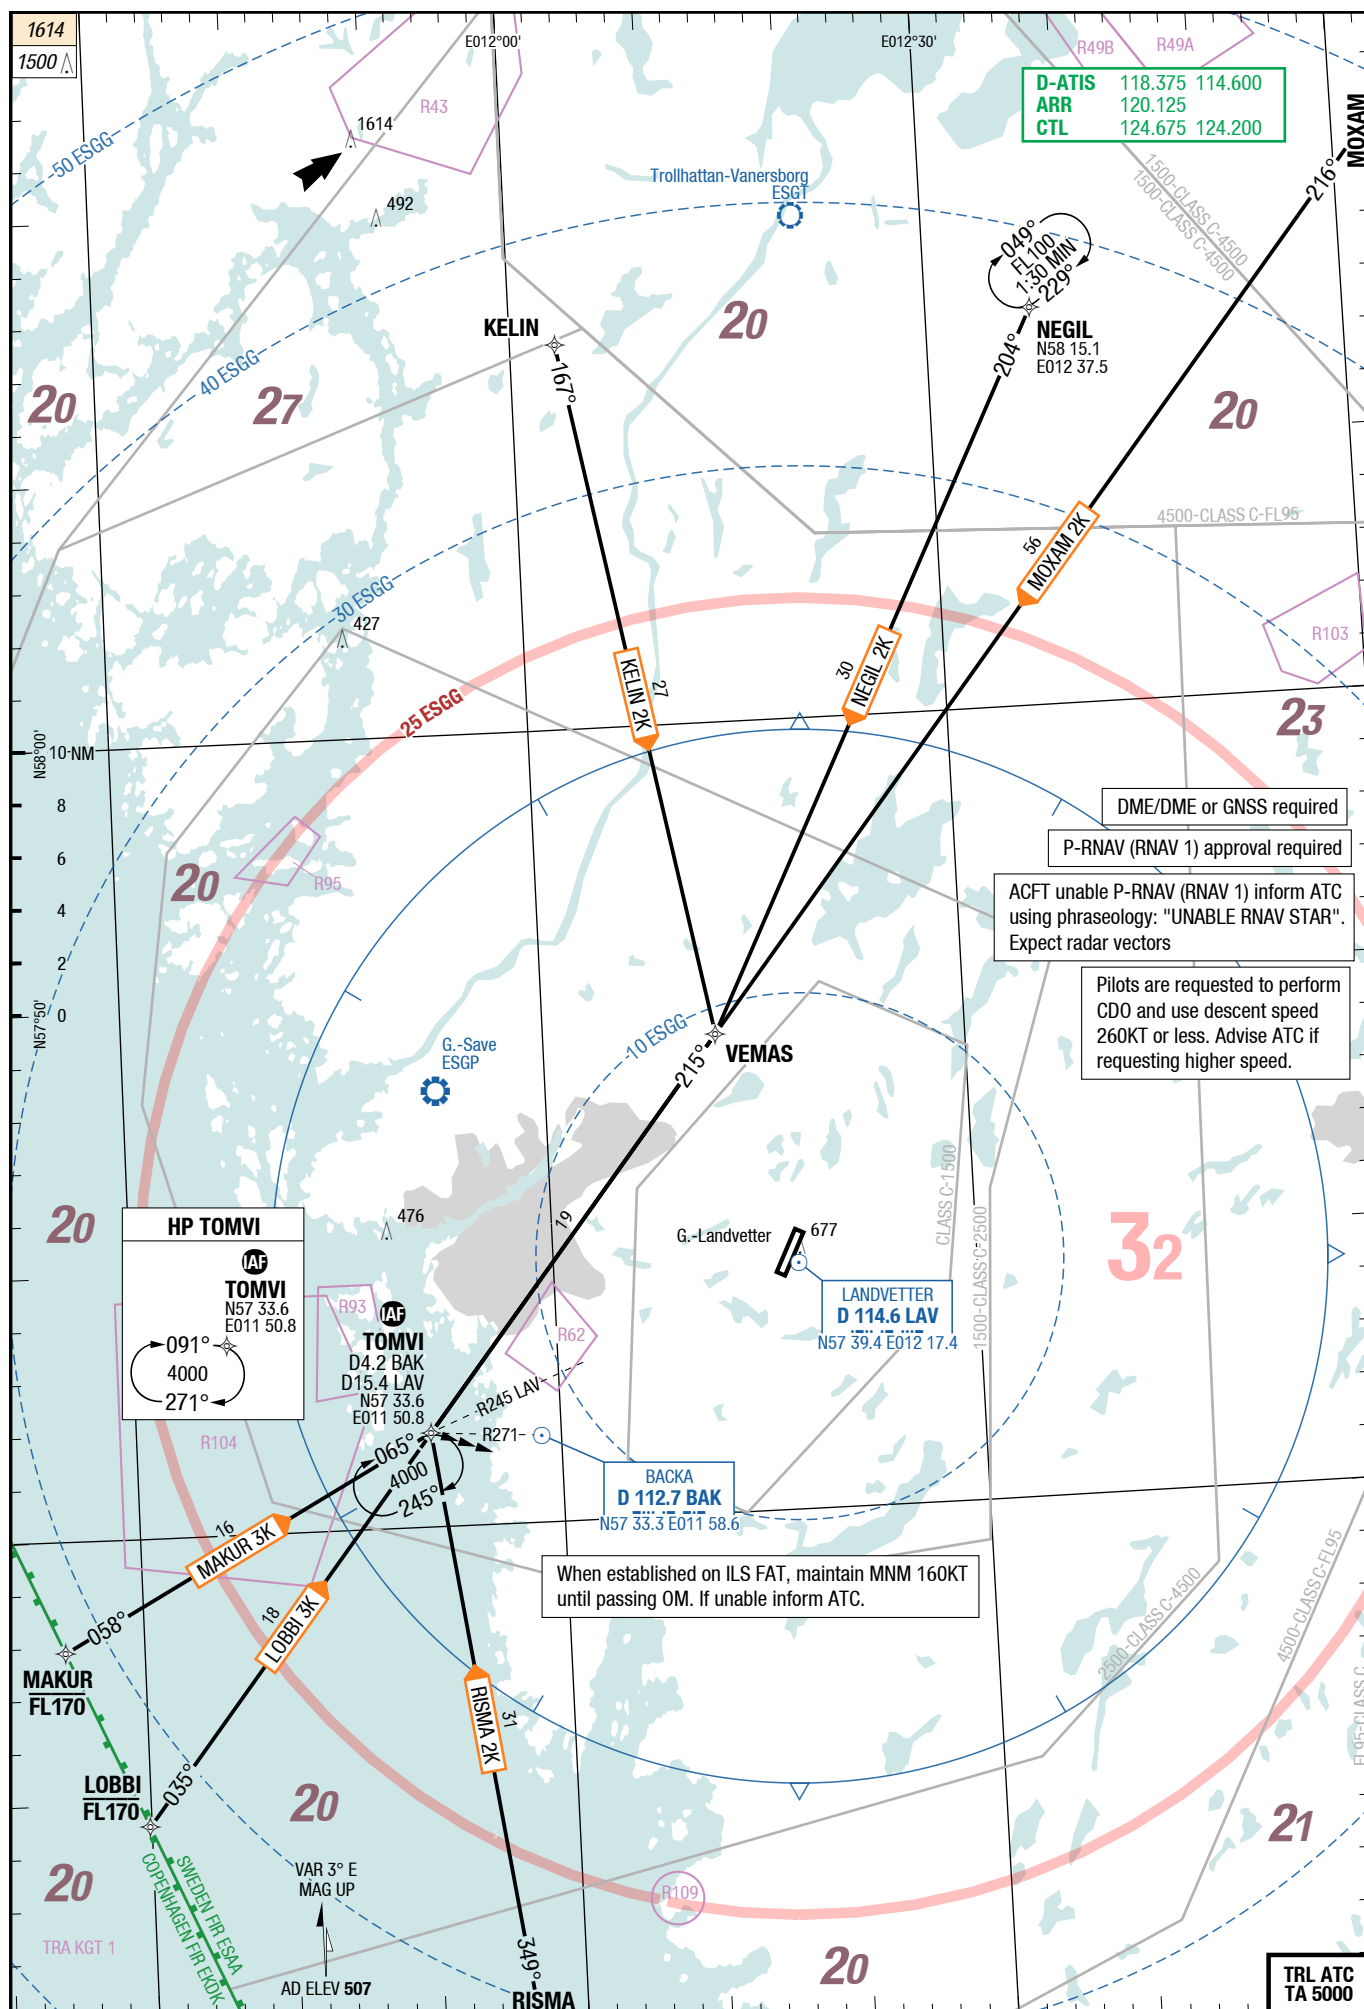 1614
1500
E012°00'
E012°30'
R43
R49B
R49A
D-ATIS 118.375 114.600
ARR 120.125
CTL 124.675 124.200
MOXAM
216°
1500-CLASS C-4500
1500-CLASS C-4500
50 ESGG
1614
492
Trollhattan-Vanersborg
ESGT
049°
FL100
1:30 MIN
229°
NEGIL
N58 15.1
E012 37.5
204°
KELIN
167°
20
40 ESGG
20
27
20
4500-CLASS C-FL95
56
MOXAM 2K
30 ESGG
427
R103
30
NEGIL 2K
KELIN 2K
27
25 ESGG
23
N58°00'
10 NM
8
6
4
2
0
N57°50'
DME/DME or GNSS required
P-RNAV (RNAV 1) approval required
ACFT unable P-RNAV (RNAV 1) inform ATC
using phraseology: "UNABLE RNAV STAR".
Expect radar vectors
Pilots are requested to perform
CDO and use descent speed
260KT or less. Advise ATC if
requesting higher speed.
20
R95
10 ESGG
VEMAS
215°
G.-Save
ESGP
CLASS C-1500
1500-CLASS C-2500
20
HP TOMVI
IAF
TOMVI
N57 33.6
E011 50.8
091°
4000
271°
476
19
G.-Landvetter
677
32
LANDVETTER
D 114.6 LAV
N57 39.4 E012 17.4
R93
IAF
TOMVI
D4.2 BAK
D15.4 LAV
N57 33.6
E011 50.8
R62
R245 LAV
R271
R104
065°
4000
245°
BACKA
D 112.7 BAK
N57 33.3 E011 58.6
16
MAKUR 3K
When established on ILS FAT, maintain MNM 160KT
until passing OM. If unable inform ATC.
2500-CLASS C-4500
4500-CLASS C-FL95
FL95-CLASS C
058°
18
LOBBI 3K
MAKUR
FL170
RISMA 2K
31
LOBBI
FL170
035°
20
21
20
SWEDEN FIR ESAA
COPENHAGEN FIR EKDK
VAR 3° E
MAG UP
R109
TRA KGT 1
AD ELEV 507
349°
RISMA
20
TRL ATC
TA 5000